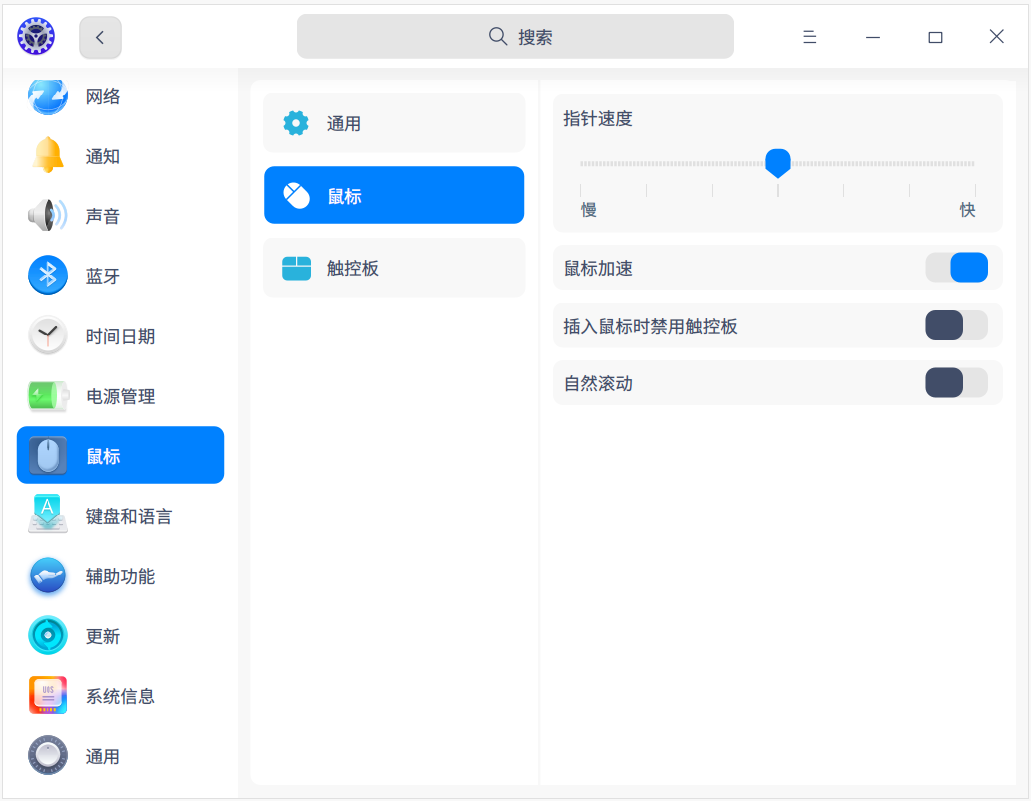 搜索
网络
通知
声音
蓝牙
时间日期
电源管理
鼠标
键盘和语言
辅助功能
更新
系统信息
通用
通用
鼠标
触控板
指针速度
慢 快
鼠标加速
插入鼠标时禁用触控板
自然滚动